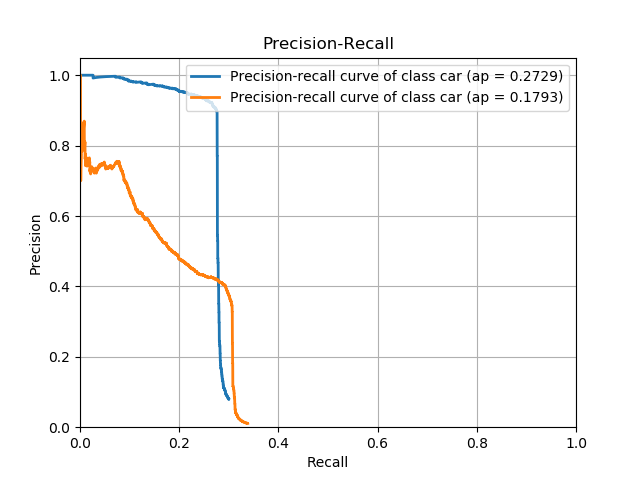 Precision-Recall
Precision-recall curve of class car (ap = 0.2729)
Precision-recall curve of class car (ap = 0.1793)
Precision
1.0
0.8
0.6
0.4
0.2
0.0
0.0 0.2 0.4 0.6 0.8 1.0
Recall